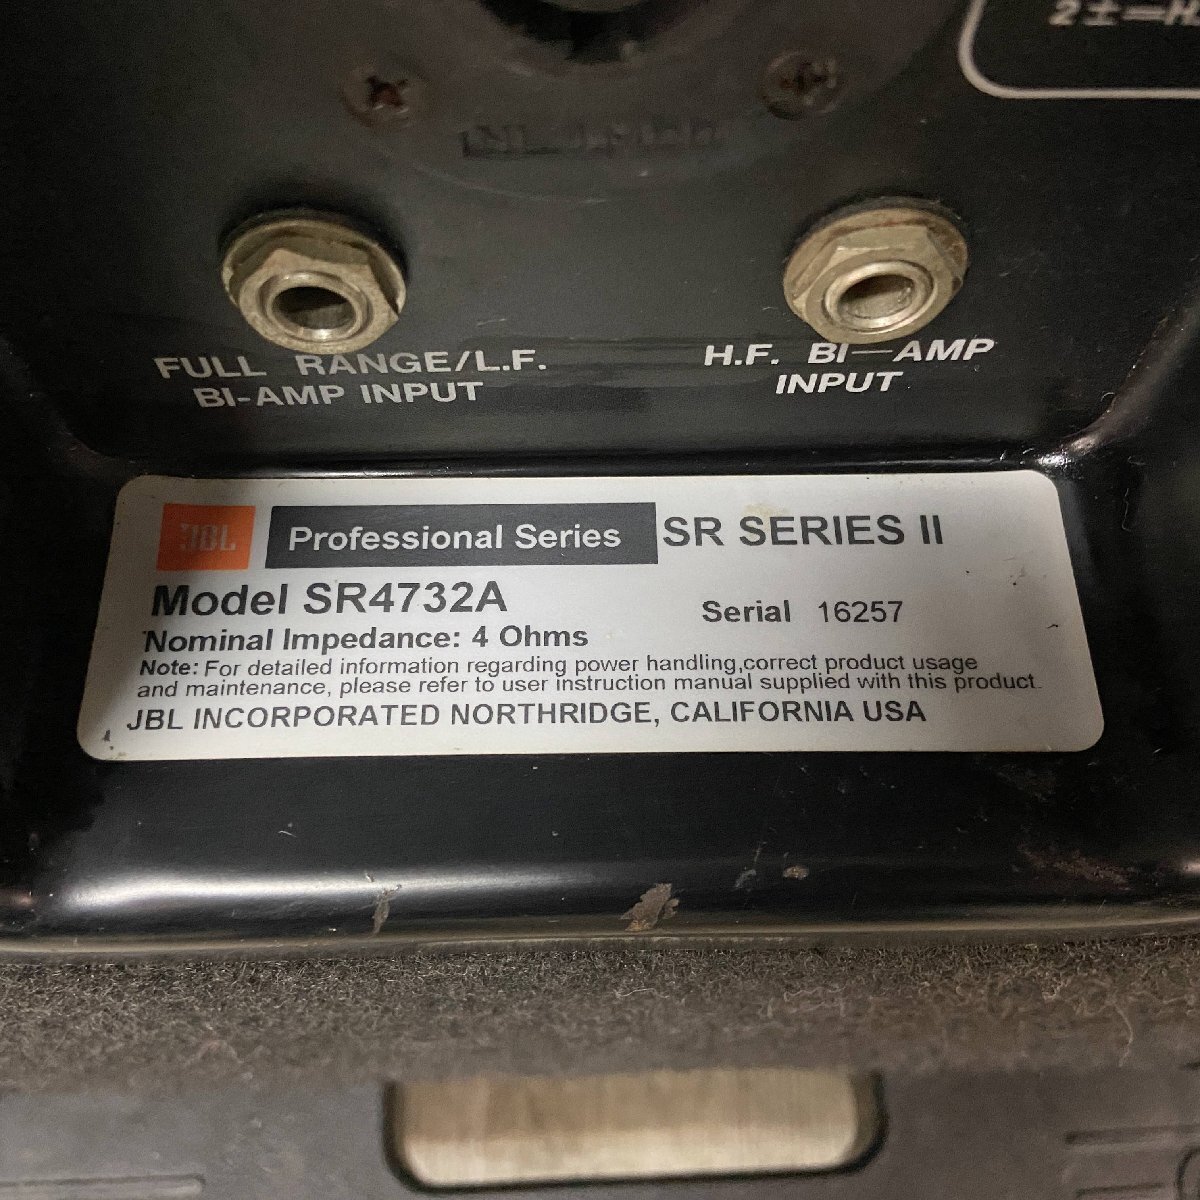 2 ±=H
FULL RANGE/L.F.
BI-AMP INPUT
H.F. BI—AMP
INPUT
JBL Professional Series SR SERIES II
Model SR4732A
Serial 16257
Nominal Impedance: 4 Ohms
Note: For detailed information regarding power handling,correct product usage
and maintenance, please refer to user instruction manual supplied with this product.
JBL INCORPORATED NORTHRIDGE, CALIFORNIA USA